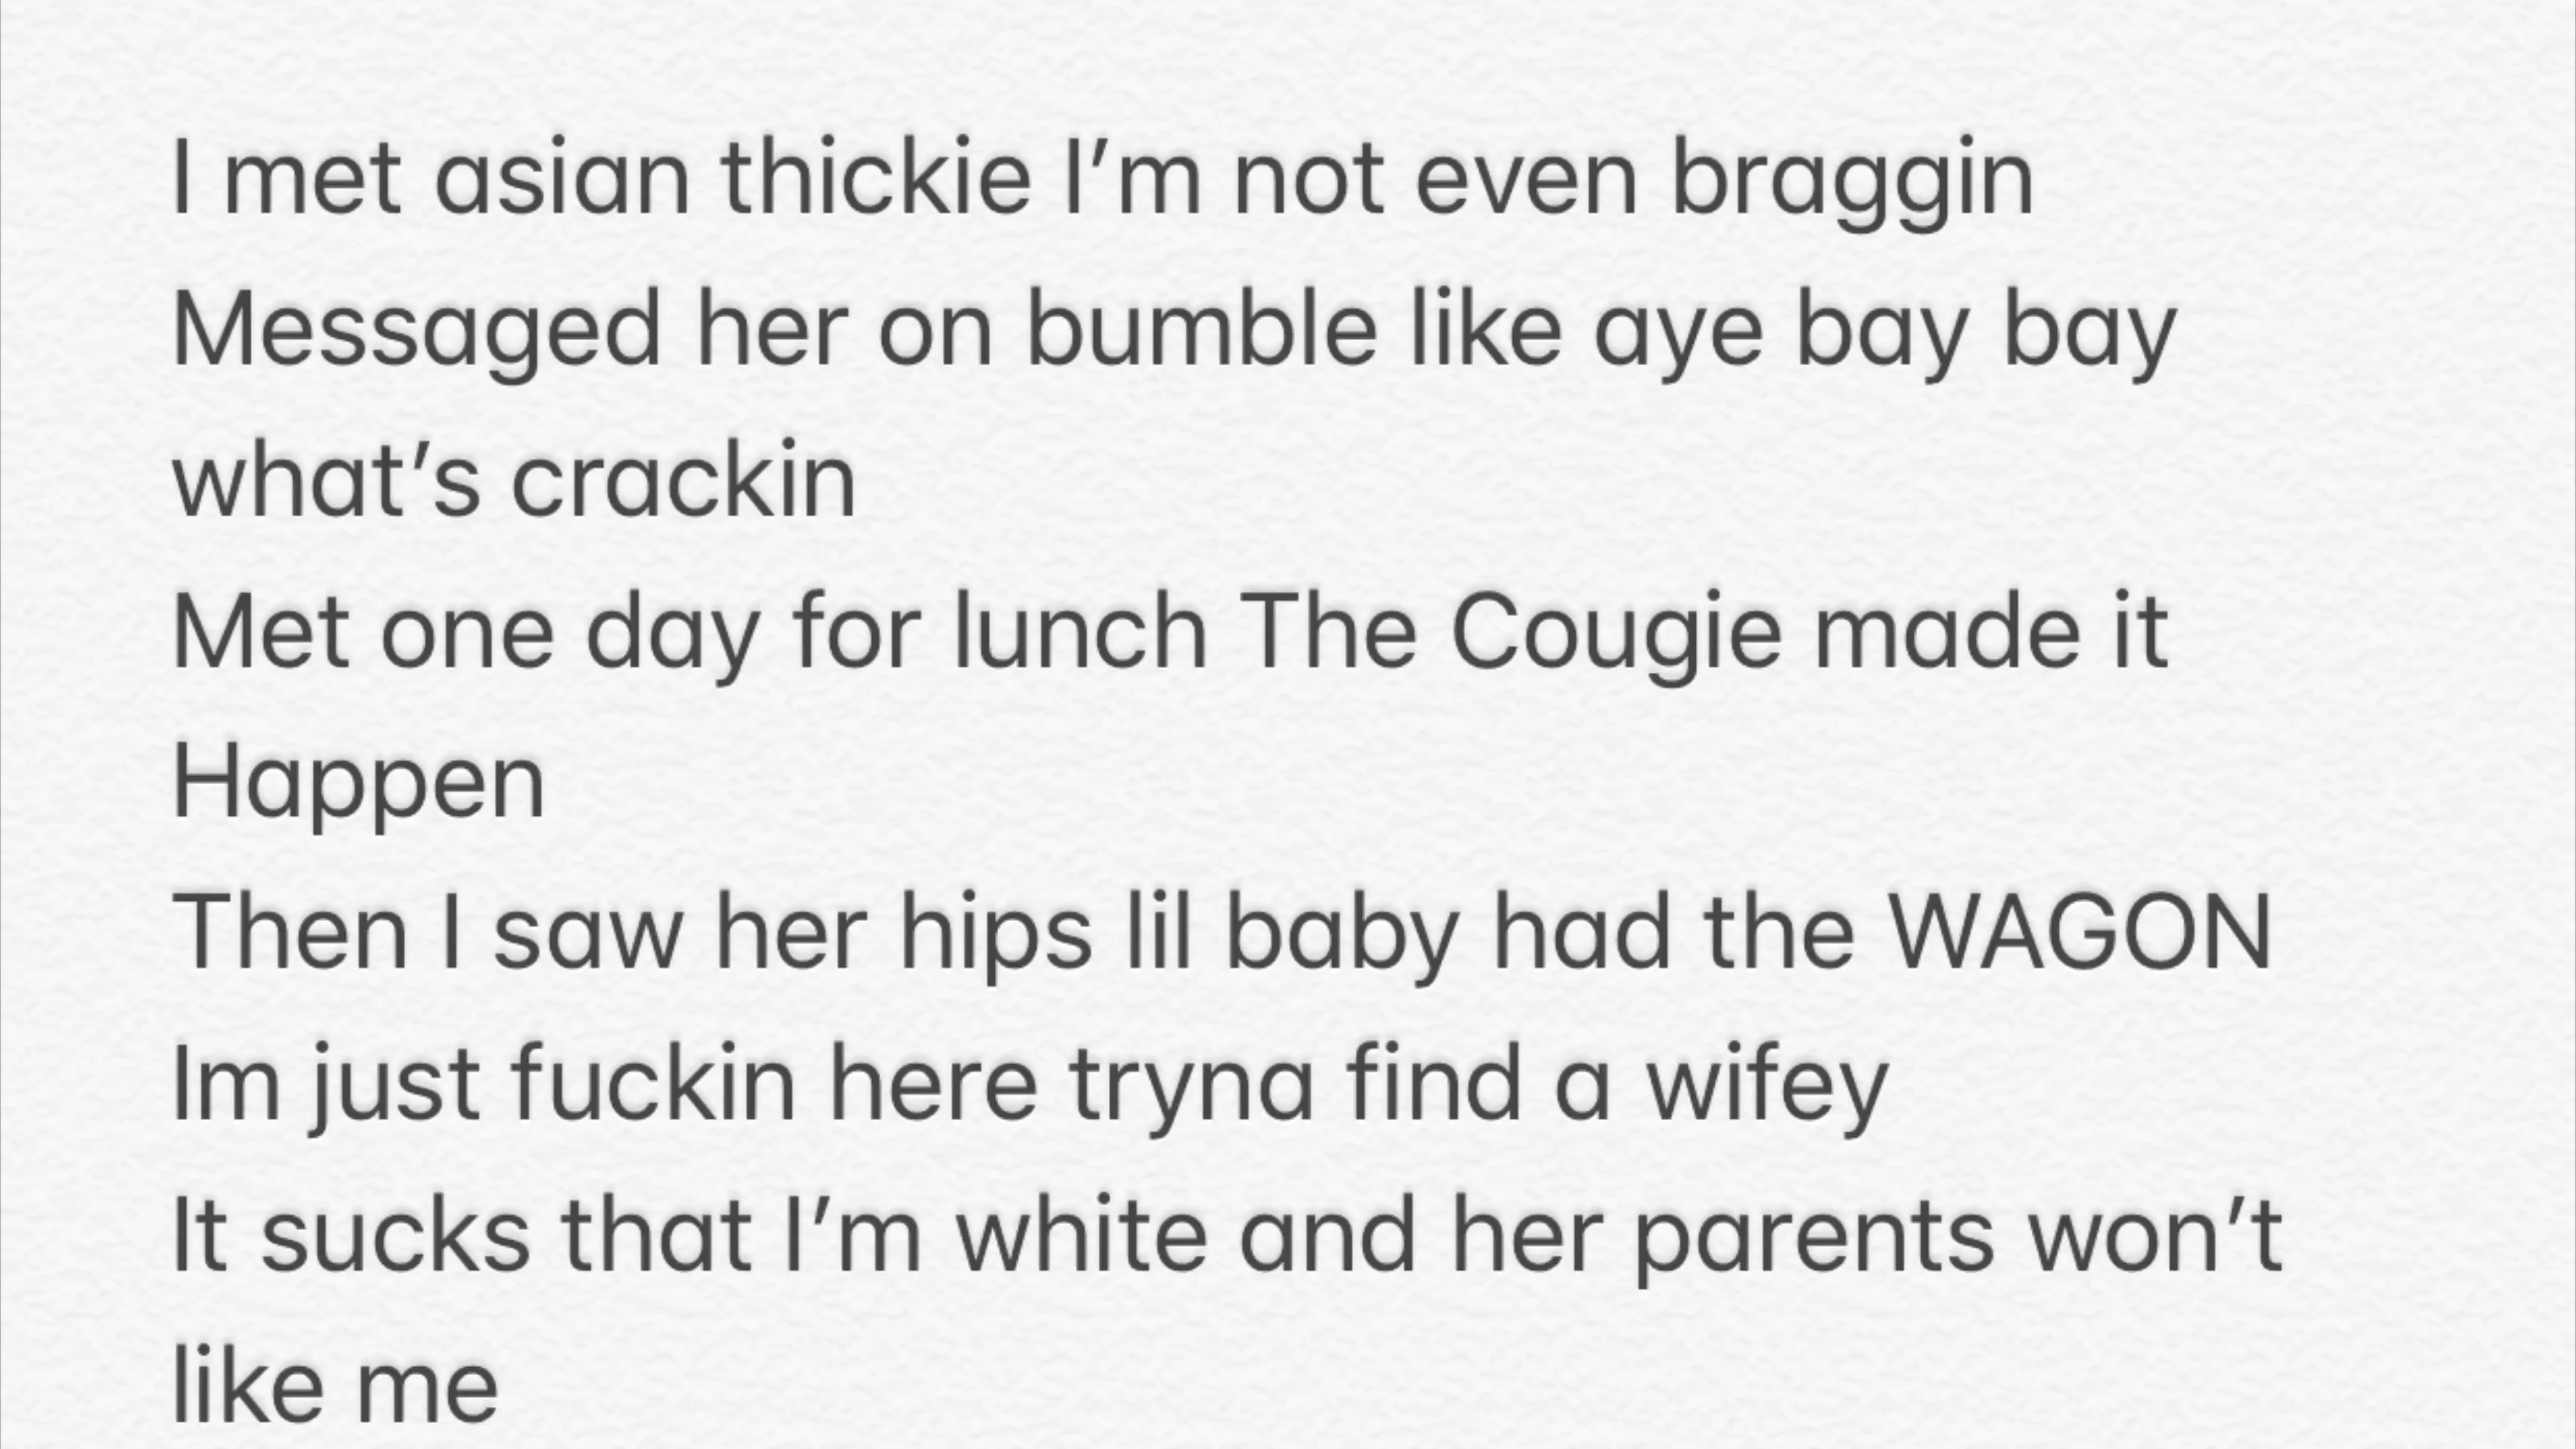 I met asian thickie I'm not even braggin
Messaged her on bumble like aye bay bay
what's crackin
Met one day for lunch The Cougie made it
Happen
Then I saw her hips lil baby had the WAGON
Im just fuckin here tryna find a wifey
It sucks that I'm white and her parents won't
like me